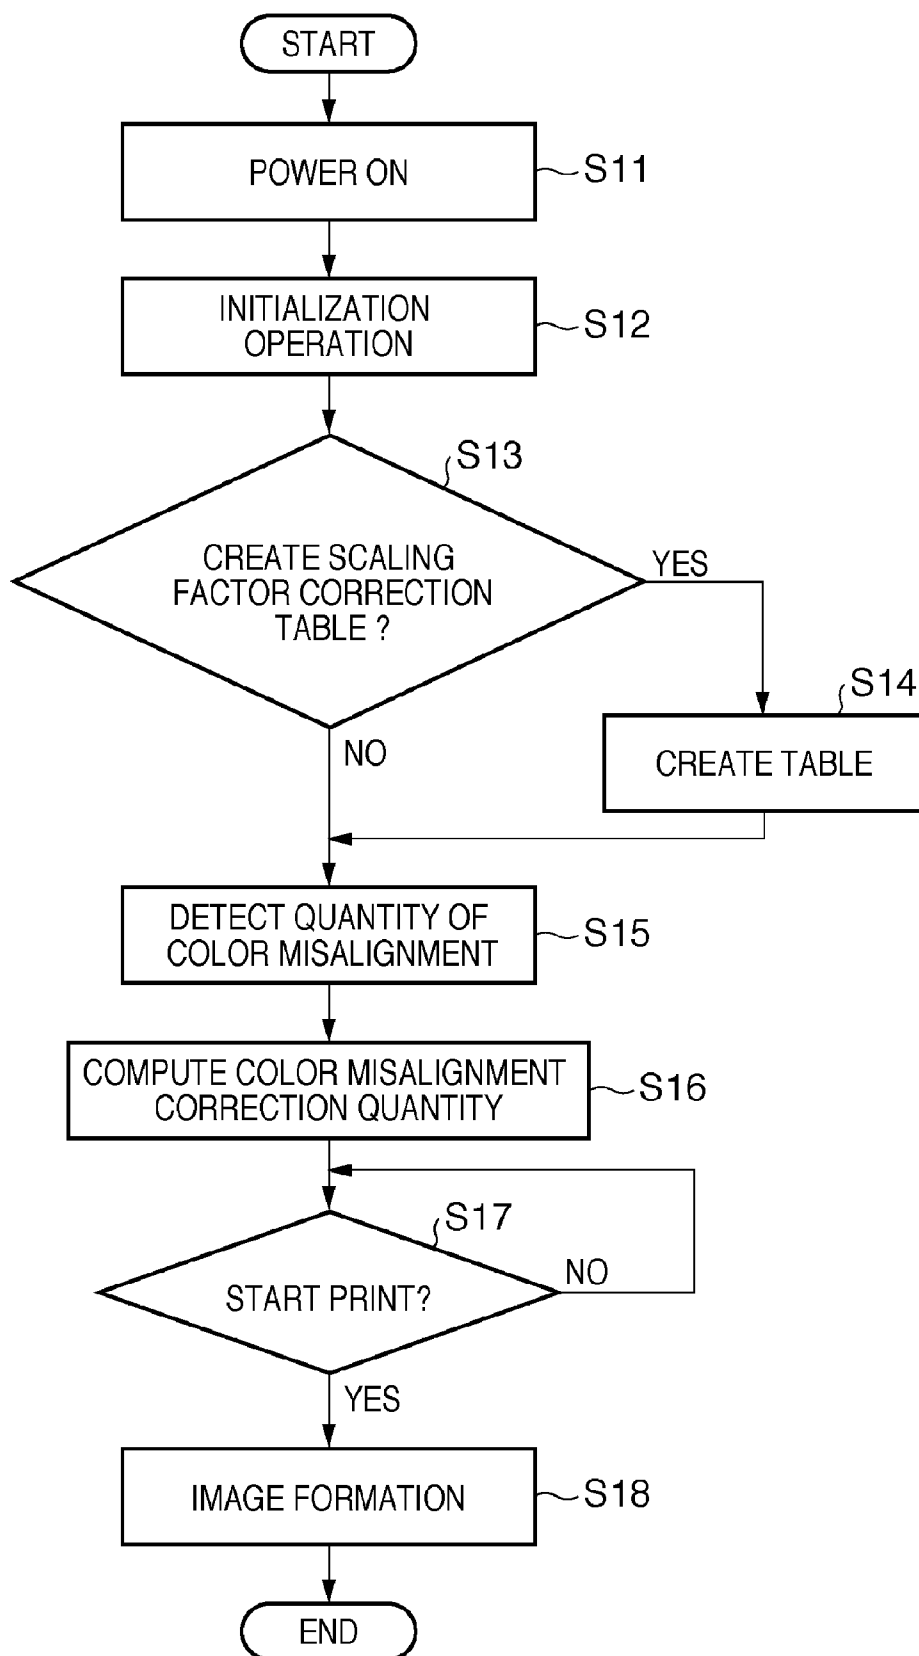 START
POWER ON
S11
INITIALIZATION
OPERATION
S12
S13
CREATE SCALING
FACTOR CORRECTION
TABLE ?
YES
S14
CREATE TABLE
NO
DETECT QUANTITY OF
COLOR MISALIGNMENT
S15
COMPUTE COLOR MISALIGNMENT
CORRECTION QUANTITY
S16
S17
START PRINT?
NO
YES
IMAGE FORMATION
S18
END